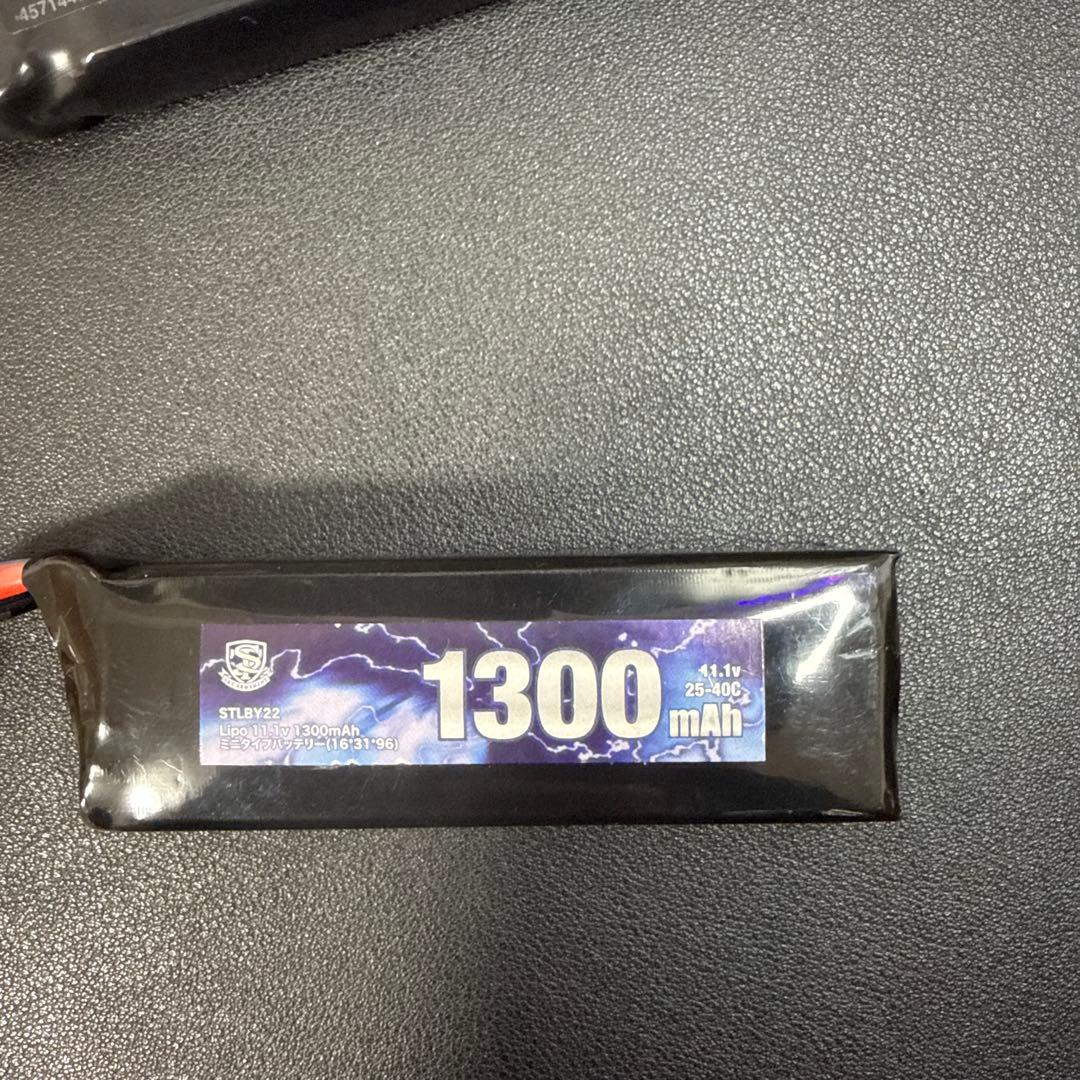 1300
mAh
11.1v
25-40C
STLBY22
Lipo 11.1v 1300mAh
ミニタイプバッテリー(16*31*96)